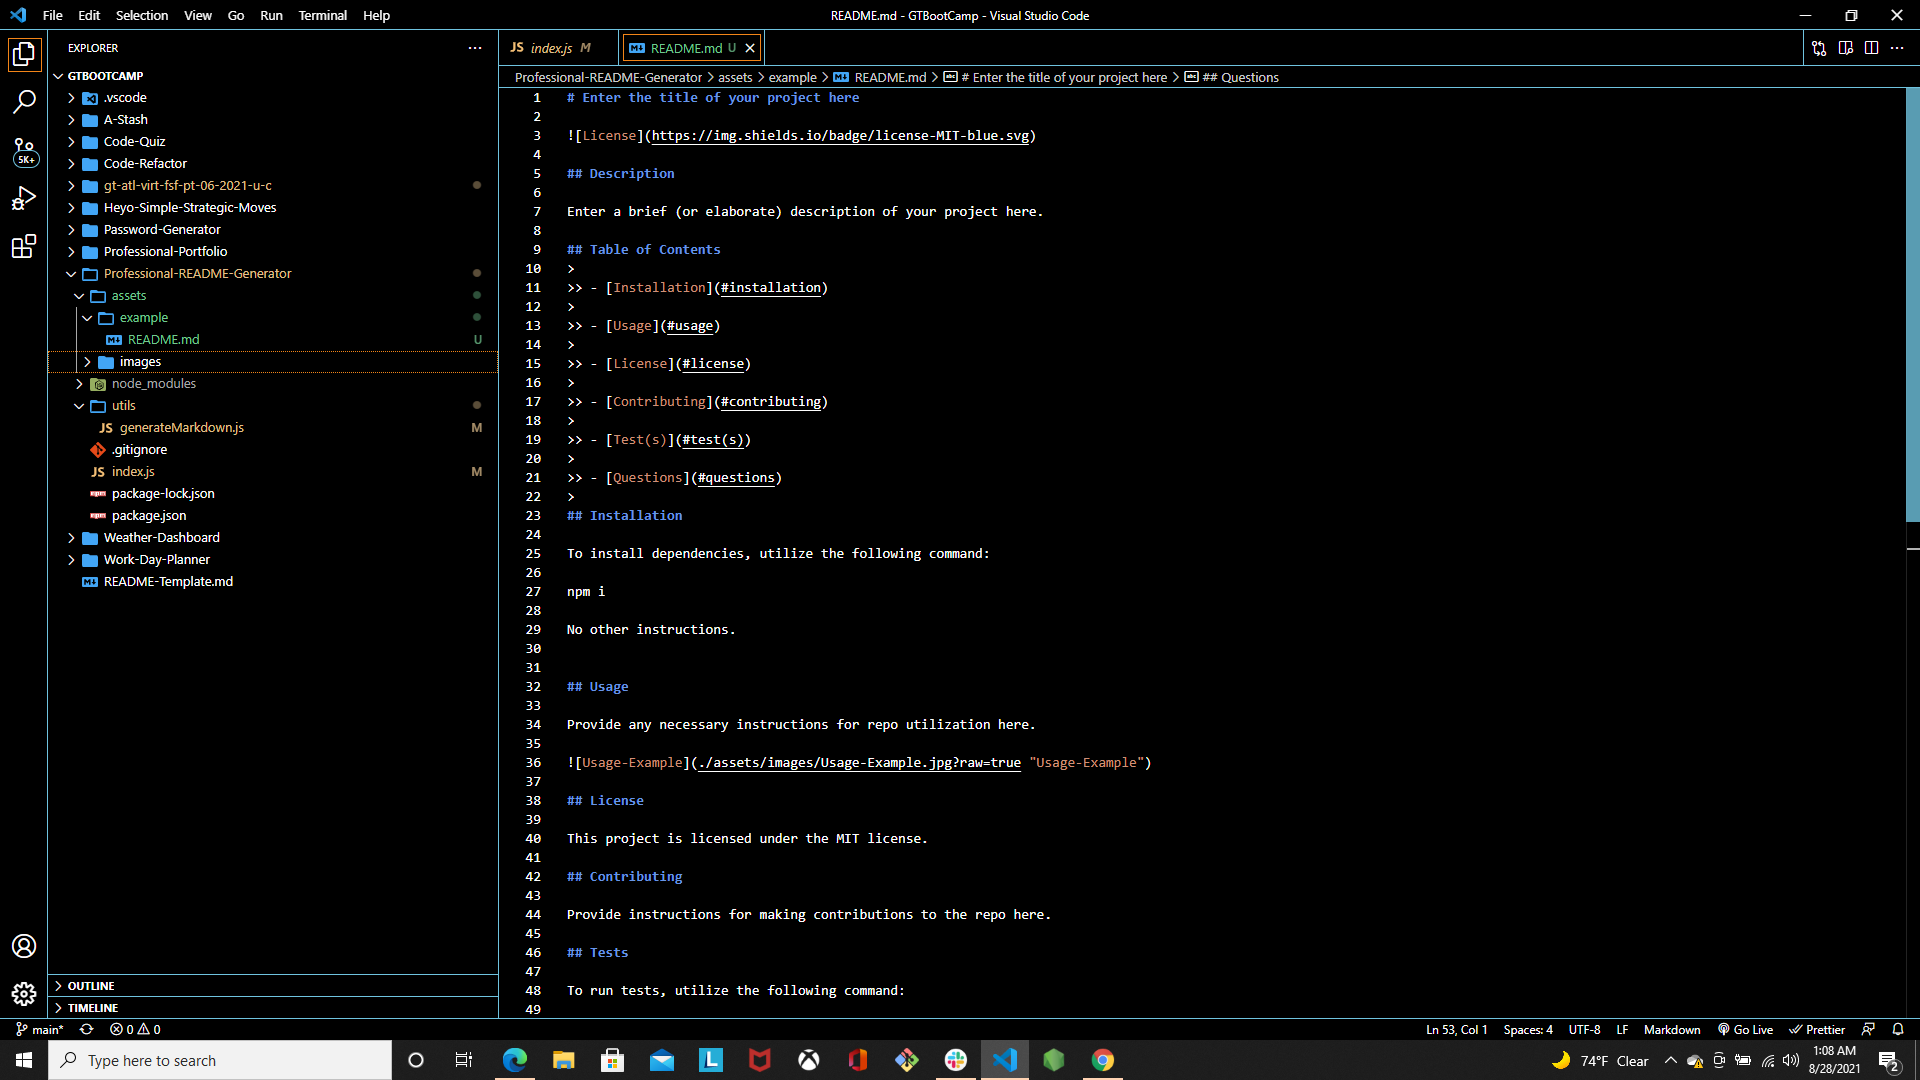 File Edit Selection View Go Run Terminal Help
README.md - GTBootCamp - Visual Studio Code
EXPLORER
GTBOOTCAMP
.vscode
A-Stash
Code-Quiz
Code-Refactor
gt-atl-virt-fsf-pt-06-2021-u-c
Heyo-Simple-Strategic-Moves
Password-Generator
Professional-Portfolio
Professional-README-Generator
assets
example
README.md U
images
node_modules
utils
JS generateMarkdown.js M
.gitignore
JS index.js M
package-lock.json
package.json
Weather-Dashboard
Work-Day-Planner
README-Template.md
OUTLINE
TIMELINE
5K+
JS index.js M
README.md U
Professional-README-Generator > assets > example > README.md > # Enter the title of your project here > ## Questions
1 # Enter the title of your project here
2
3 ![License](https://img.shields.io/badge/license-MIT-blue.svg)
4
5 ## Description
6
7 Enter a brief (or elaborate) description of your project here.
8
9 ## Table of Contents
10 >
11 >> - [Installation](#installation)
12 >
13 >> - [Usage](#usage)
14 >
15 >> - [License](#license)
16 >
17 >> - [Contributing](#contributing)
18 >
19 >> - [Test(s)](#test(s))
20 >
21 >> - [Questions](#questions)
22 >
23 ## Installation
24
25 To install dependencies, utilize the following command:
26
27 npm i
28
29 No other instructions.
30
31
32 ## Usage
33
34 Provide any necessary instructions for repo utilization here.
35
36 ![Usage-Example](./assets/images/Usage-Example.jpg?raw=true "Usage-Example")
37
38 ## License
39
40 This project is licensed under the MIT license.
41
42 ## Contributing
43
44 Provide instructions for making contributions to the repo here.
45
46 ## Tests
47
48 To run tests, utilize the following command:
49
main* 0 0
Ln 53, Col 1 Spaces: 4 UTF-8 LF Markdown Go Live Prettier
Type here to search
L
74°F Clear
1:08 AM
8/28/2021
2